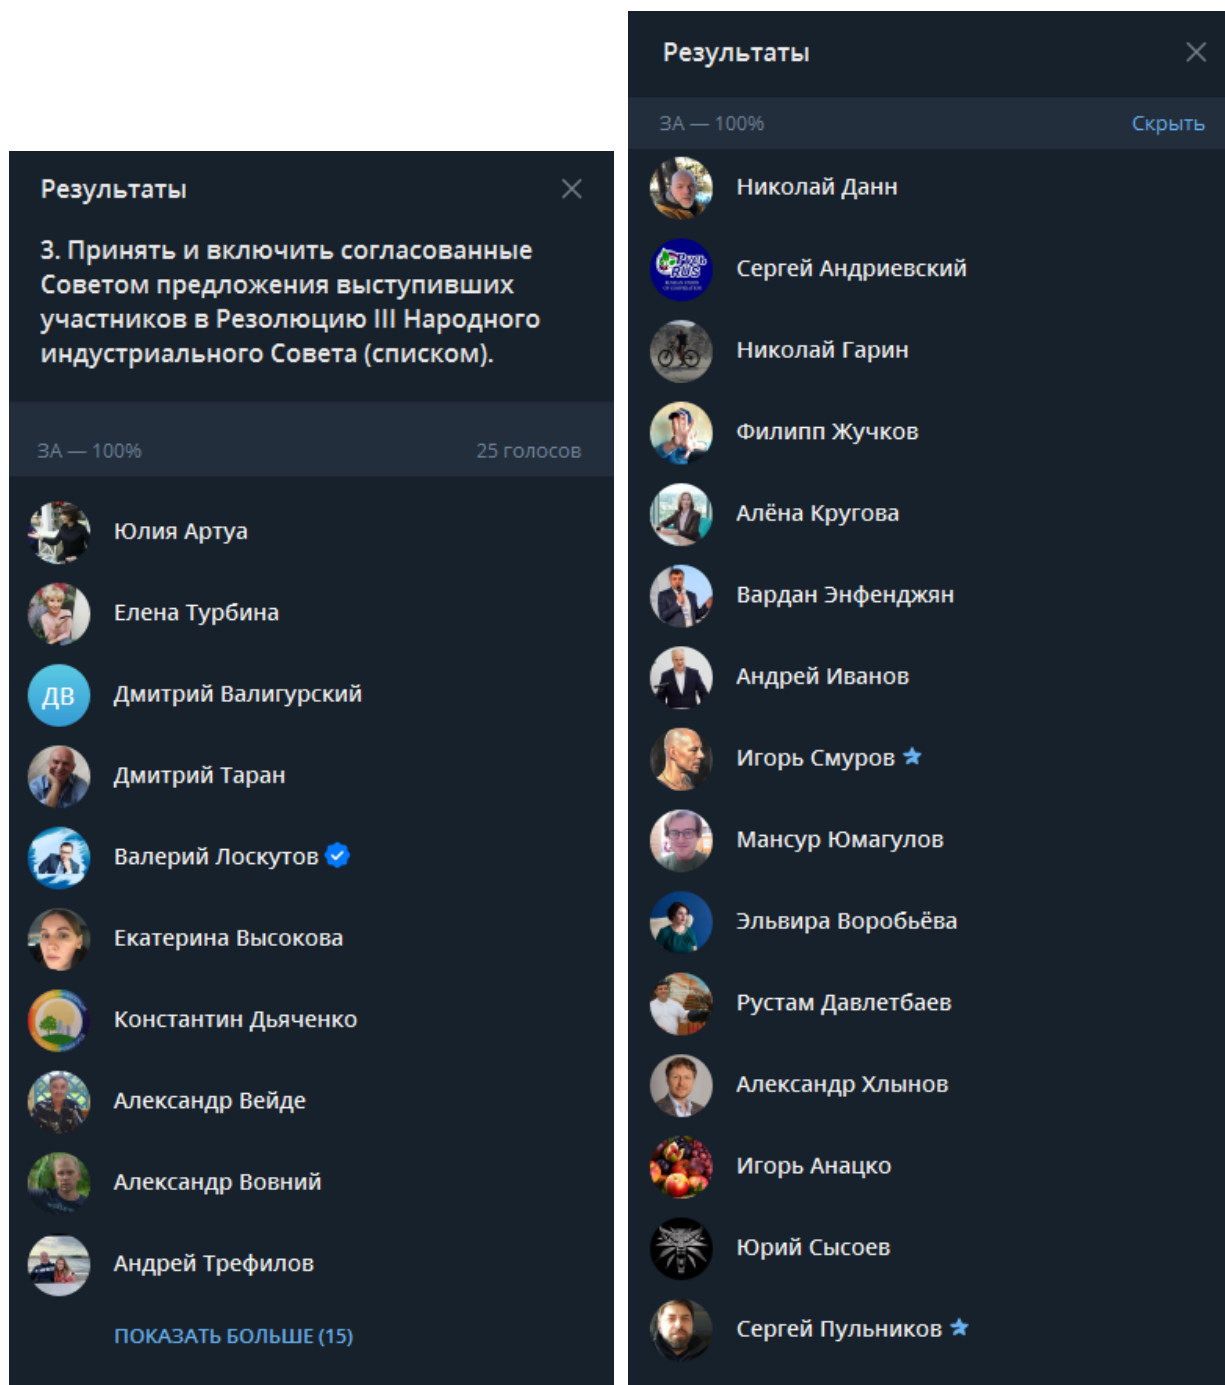 Результаты
3. Принять и включить согласованные
Советом предложения выступивших
участников в Резолюцию III Народного
индустриального Совета (списком).
ЗА — 100%
25 голосов
Юлия Артуа
Елена Турбина
ДВ
Дмитрий Валигурский
Дмитрий Таран
Валерий Лоскутов
Екатерина Высокова
Константин Дьяченко
Александр Вейде
Александр Вовний
Андрей Трефилов
ПОКАЗАТЬ БОЛЬШЕ (15)
Результаты
ЗА — 100%
Скрыть
Николай Данн
Русь
RUS
Сергей Андриевский
Николай Гарин
Филипп Жучков
Алёна Кругова
Вардан Энфенджян
Андрей Иванов
Игорь Смуров
Мансур Юмагулов
Эльвира Воробьёва
Рустам Давлетбаев
Александр Хлынов
Игорь Анацко
Юрий Сысоев
Сергей Пульников